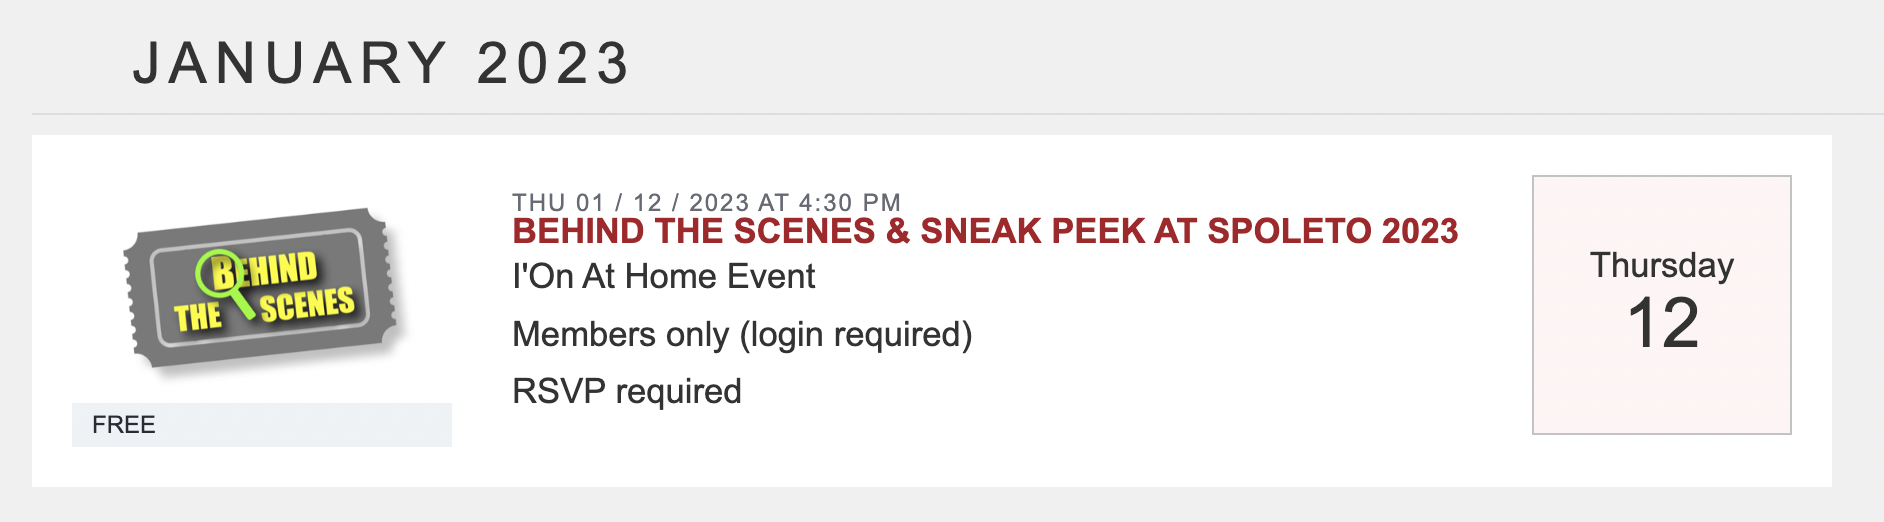 JANUARY 2023
BEHIND
THE SCENES
FREE
THU 01 / 12 / 2023 AT 4:30 PM
BEHIND THE SCENES & SNEAK PEEK AT SPOLETO 2023
I'On At Home Event
Members only (login required)
RSVP required
Thursday
12